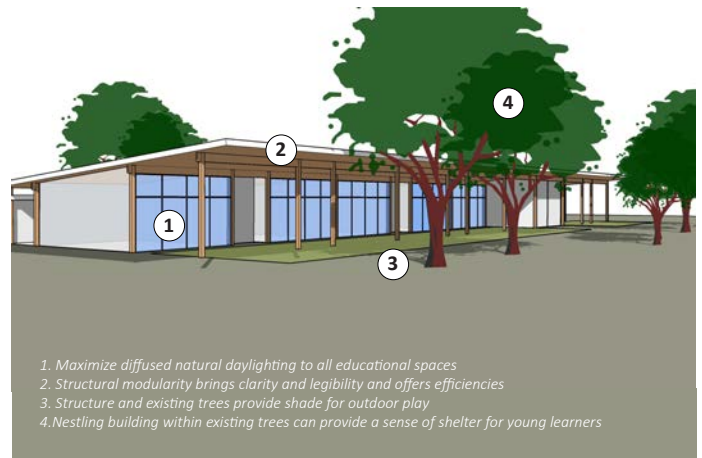 2
4
1
3
1. Maximize diffused natural daylighting to all educational spaces
2. Structural modularity brings clarity and legibility and offers efficiencies
3. Structure and existing trees provide shade for outdoor play
4.Nestling building within existing trees can provide a sense of shelter for young learners